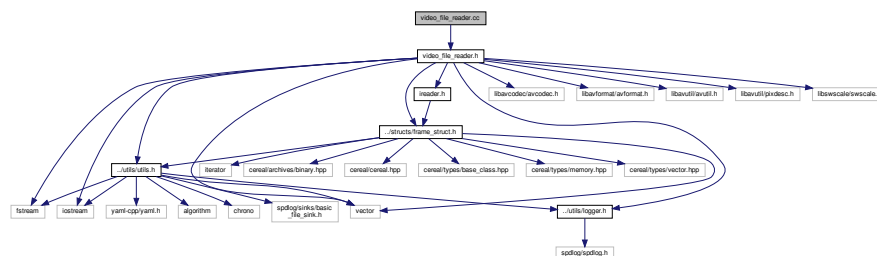 video_file_reader.cc
video_file_reader.h
ireader.h
libavcodec/avcodec.h
libavformat/avformat.h
libavutil/avutil.h
libavutil/pixdesc.h
libswscale/swscale.
../structs/frame_struct.h
../utils/utils.h
iterator
cereal/archives/binary.hpp
cereal/cereal.hpp
cereal/types/base_class.hpp
cereal/types/memory.hpp
cereal/types/vector.hpp
fstream
iostream
yaml-cpp/yaml.h
algorithm
chrono
spdlog/sinks/basic
_file_sink.h
vector
../utils/logger.h
spdlog/spdlog.h